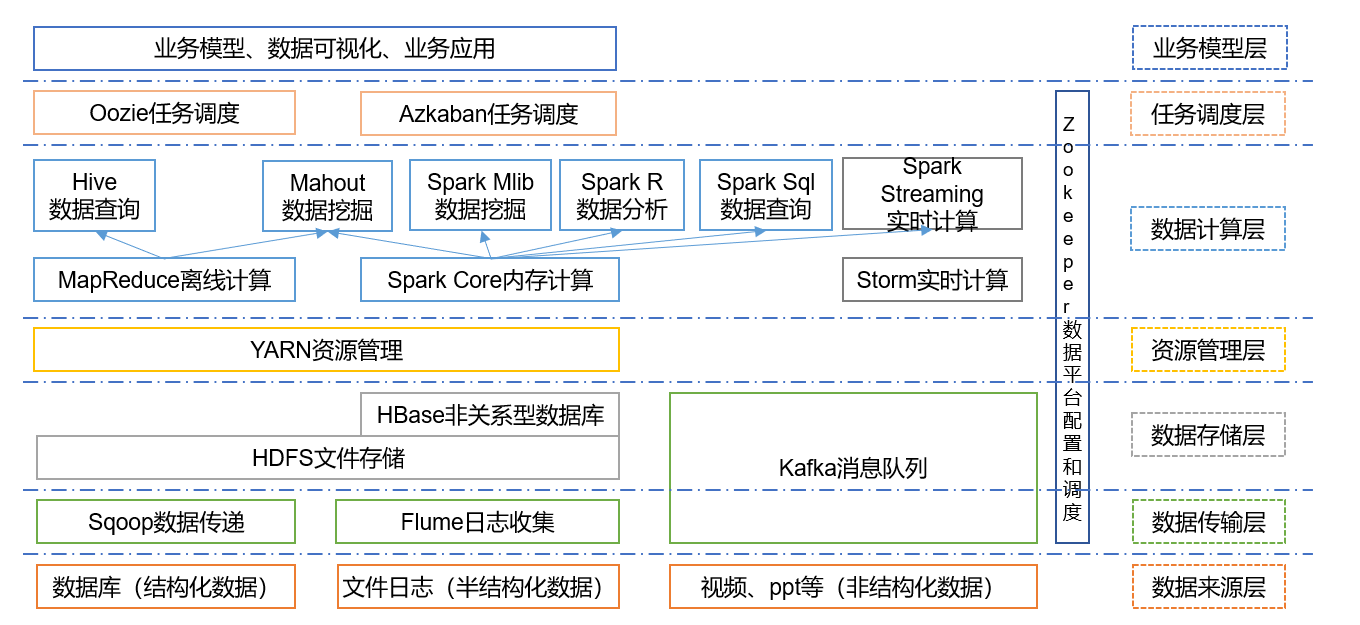 业务模型、数据可视化、业务应用
业务模型层
Oozie任务调度
Azkaban任务调度
任务调度层
Hive
数据查询
Mahout
数据挖掘
Spark Mlib
数据挖掘
Spark R
数据分析
Spark Sql
数据查询
Spark
Streaming
实时计算
数据计算层
MapReduce离线计算
Spark Core内存计算
Storm实时计算
Zookeeper数据平台配置和调度
YARN资源管理
资源管理层
HBase非关系型数据库
HDFS文件存储
Kafka消息队列
数据存储层
Sqoop数据传递
Flume日志收集
数据传输层
数据库（结构化数据）
文件日志（半结构化数据）
视频、ppt等（非结构化数据）
数据来源层